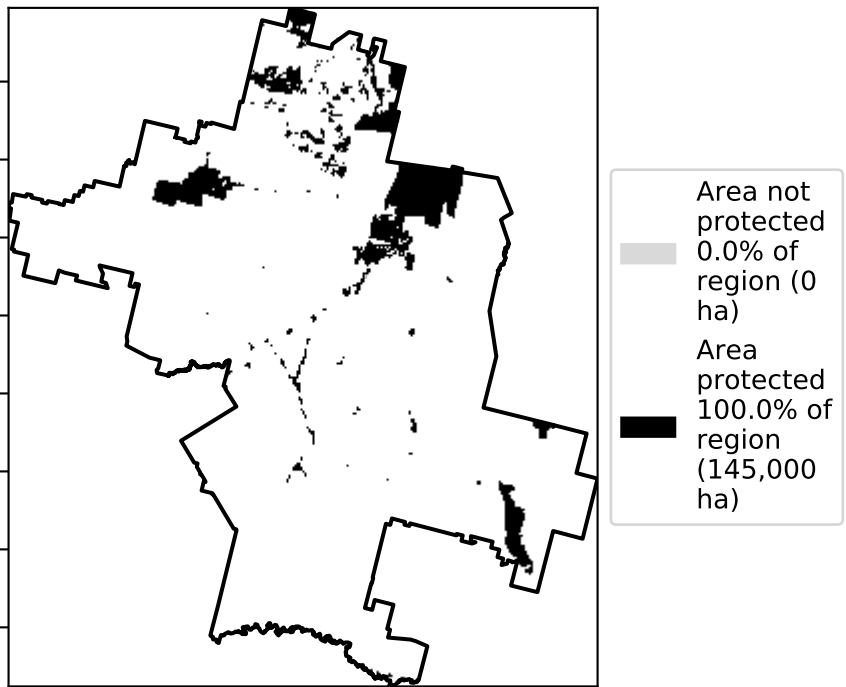 Area not
protected
0.0% of
region (0
ha)
Area
protected
100.0% of
region
(145,000
ha)